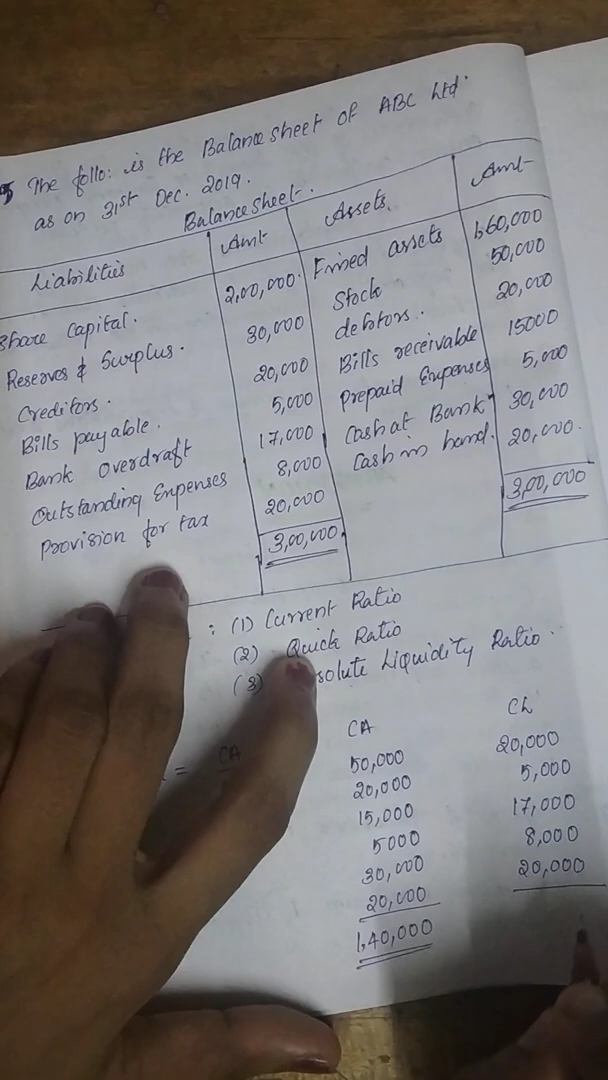 The follo: is the Balance sheet of ABC Ltd.
as on 31st Dec. 2019.
Balance sheet.
Liabilities Amt Assets Amt
Share capital. 2,00,000 Fixed assets 1,60,000
Reserves & Surplus. 30,000 Stock 50,000
Creditors. 20,000 debtors. 20,000
Bills payable. 5,000 Bills receivable 15000
Bank overdraft 17,000 Prepaid Expenses 5,000
Outstanding Expenses 8,000 Cash at Bank 30,000
Provision for tax 20,000 Cash in hand. 20,000.
3,00,000 3,00,000
: (1) Current Ratio
(2) Quick Ratio
(3) solute Liquidity Ratio.
= CA
CA CL
50,000 20,000
20,000 5,000
15,000 17,000
5000 8,000
30,000 20,000
20,000
1,40,000